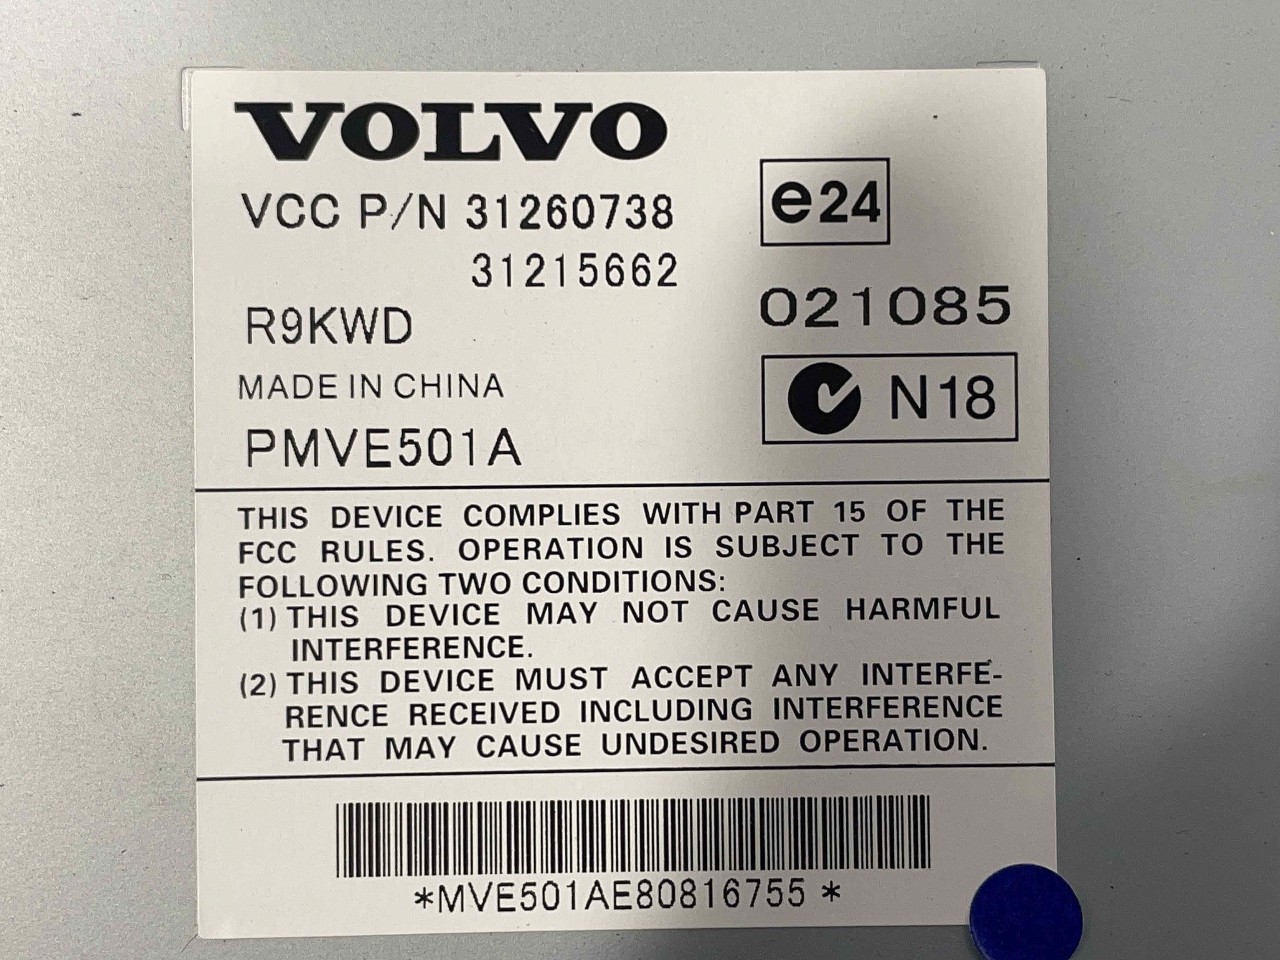 VOLVO
VCC P/N 31260738
31215662
R9KWD
MADE IN CHINA
PMVE501A
e24
021085
N18
THIS DEVICE COMPLIES WITH PART 15 OF THE
FCC RULES. OPERATION IS SUBJECT TO THE
FOLLOWING TWO CONDITIONS:
(1) THIS DEVICE MAY NOT CAUSE HARMFUL
INTERFERENCE.
(2) THIS DEVICE MUST ACCEPT ANY INTERFE-
RENCE RECEIVED INCLUDING INTERFERENCE
THAT MAY CAUSE UNDESIRED OPERATION.
*MVE501AE80816755 *